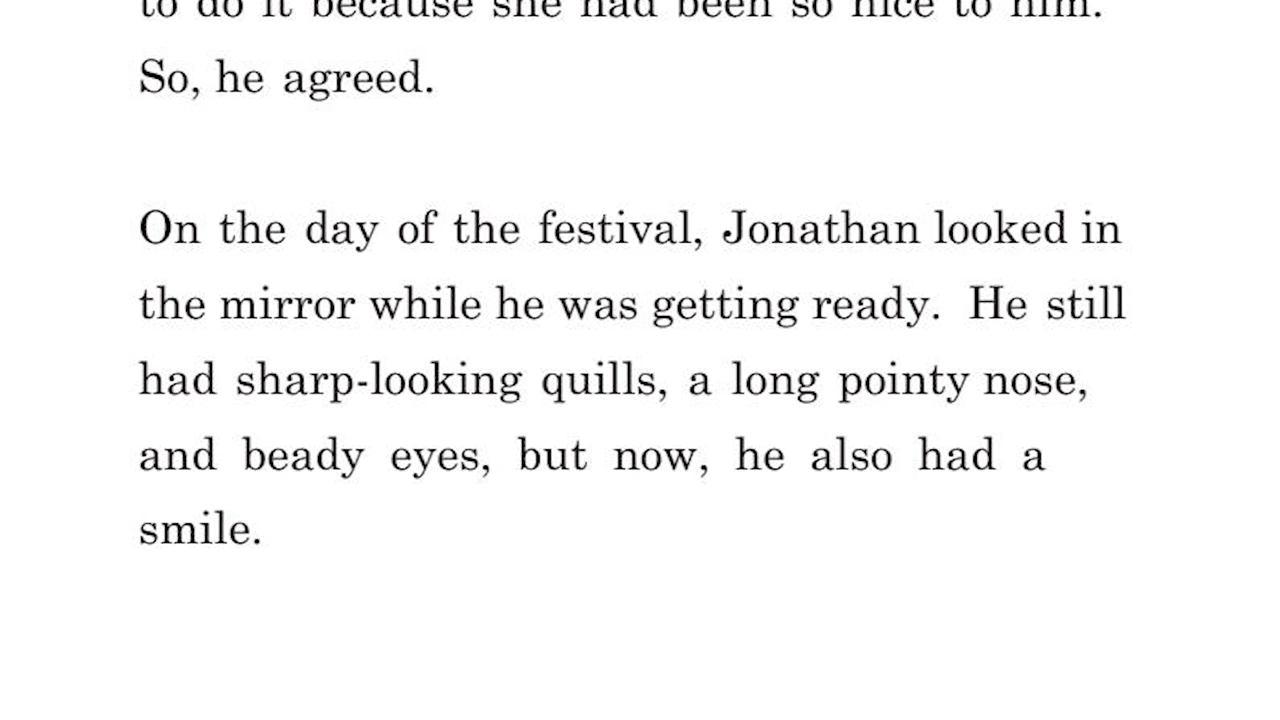 to do it because she had been so nice to him.
So, he agreed.
On the day of the festival, Jonathan looked in
the mirror while he was getting ready. He still
had sharp-looking quills, a long pointy nose,
and beady eyes, but now, he also had a
smile.